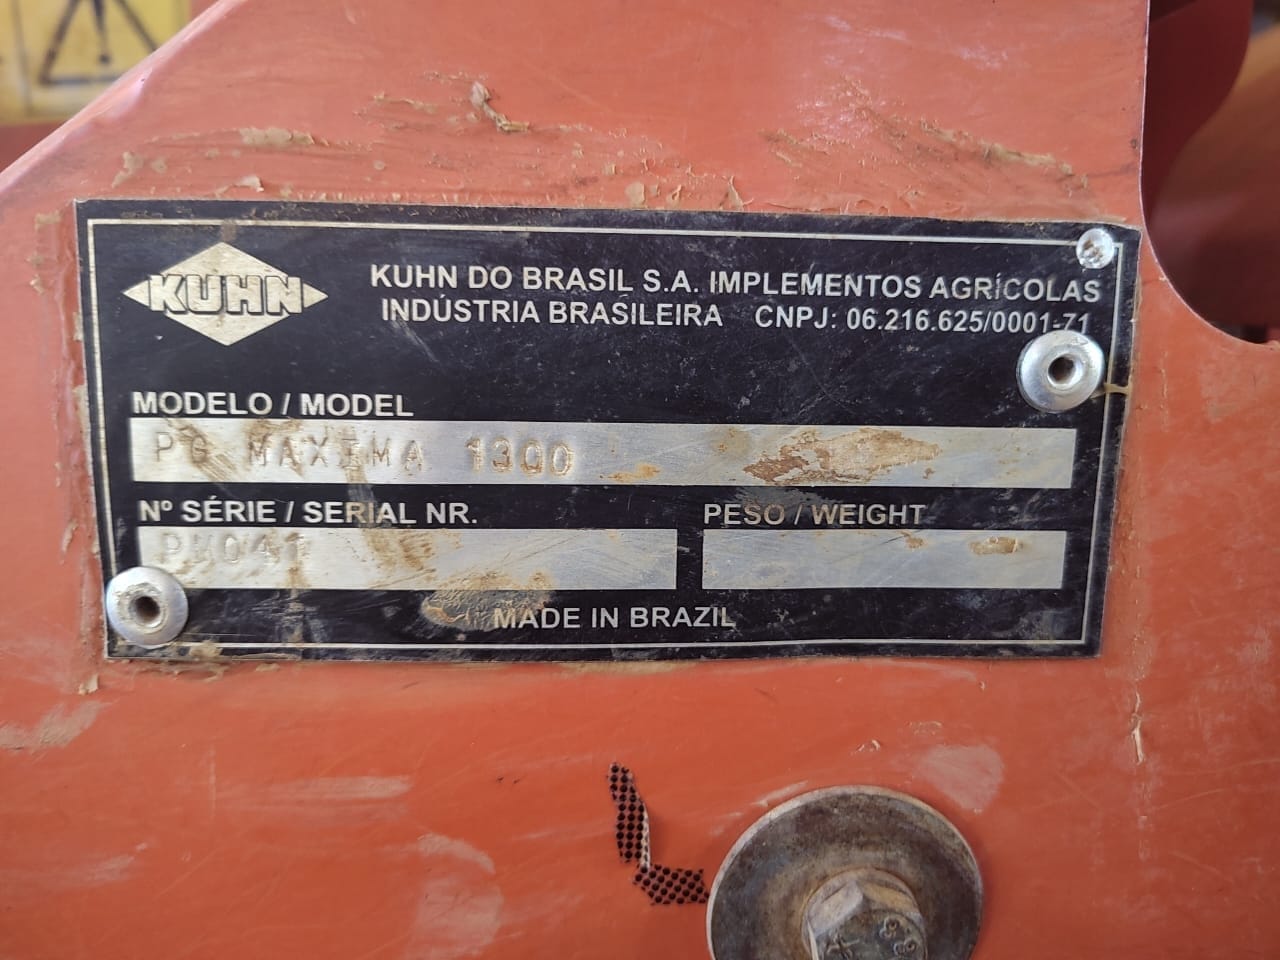 KUHN
KUHN DO BRASIL S.A. IMPLEMENTOS AGRÍCOLAS
INDÚSTRIA BRASILEIRA CNPJ: 06.216.625/0001-71
MODELO / MODEL
PG MAXIMA 1300
Nº SÉRIE / SERIAL NR.
PESO / WEIGHT
MADE IN BRAZIL